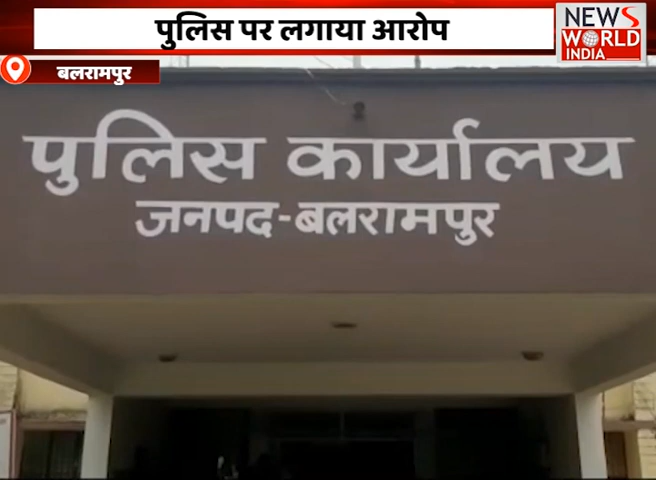 पुलिस पर लगाया आरोप
NEWS
WORLD
INDIA
बलरामपुर
पुलिस कार्यालय
जनपद-बलरामपुर